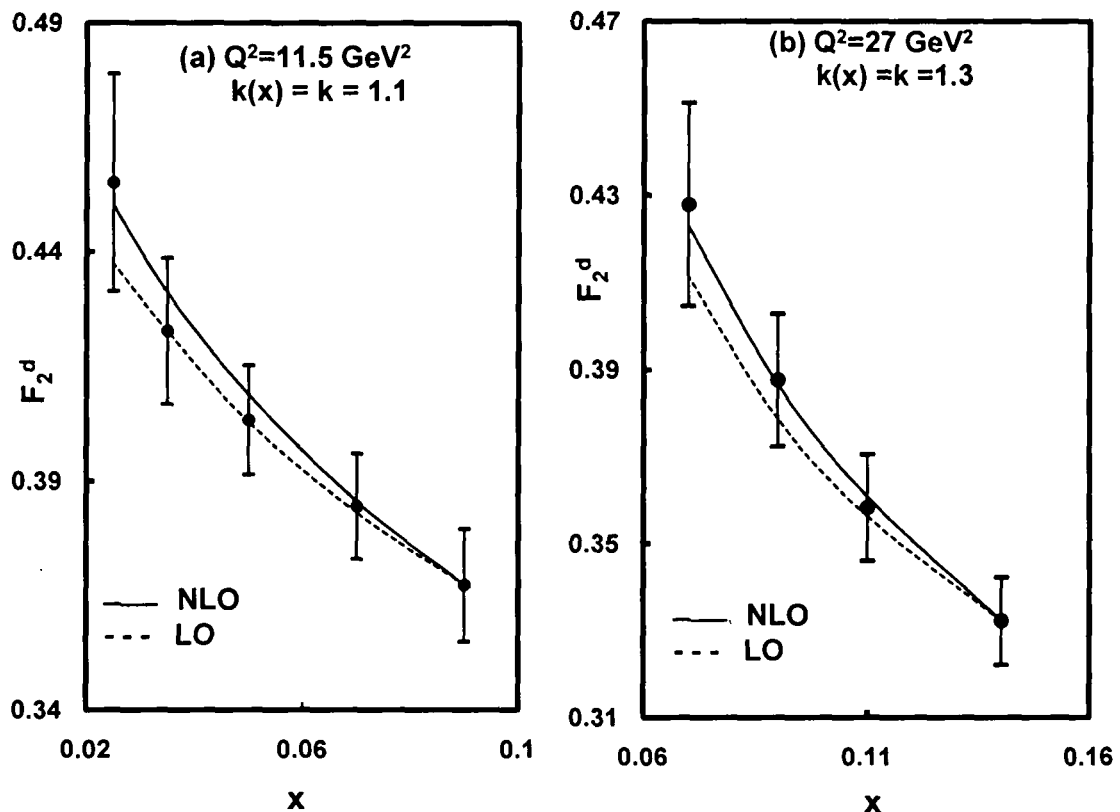 (a) Q²=11.5 GeV²
k(x) = k = 1.1
0.49
0.44
0.39
0.34
F₂ᵈ
NLO
LO
0.02 0.06 0.1
x
(b) Q²=27 GeV²
k(x) =k =1.3
0.47
0.43
0.39
0.35
0.31
F₂ᵈ
NLO
LO
0.06 0.11 0.16
x